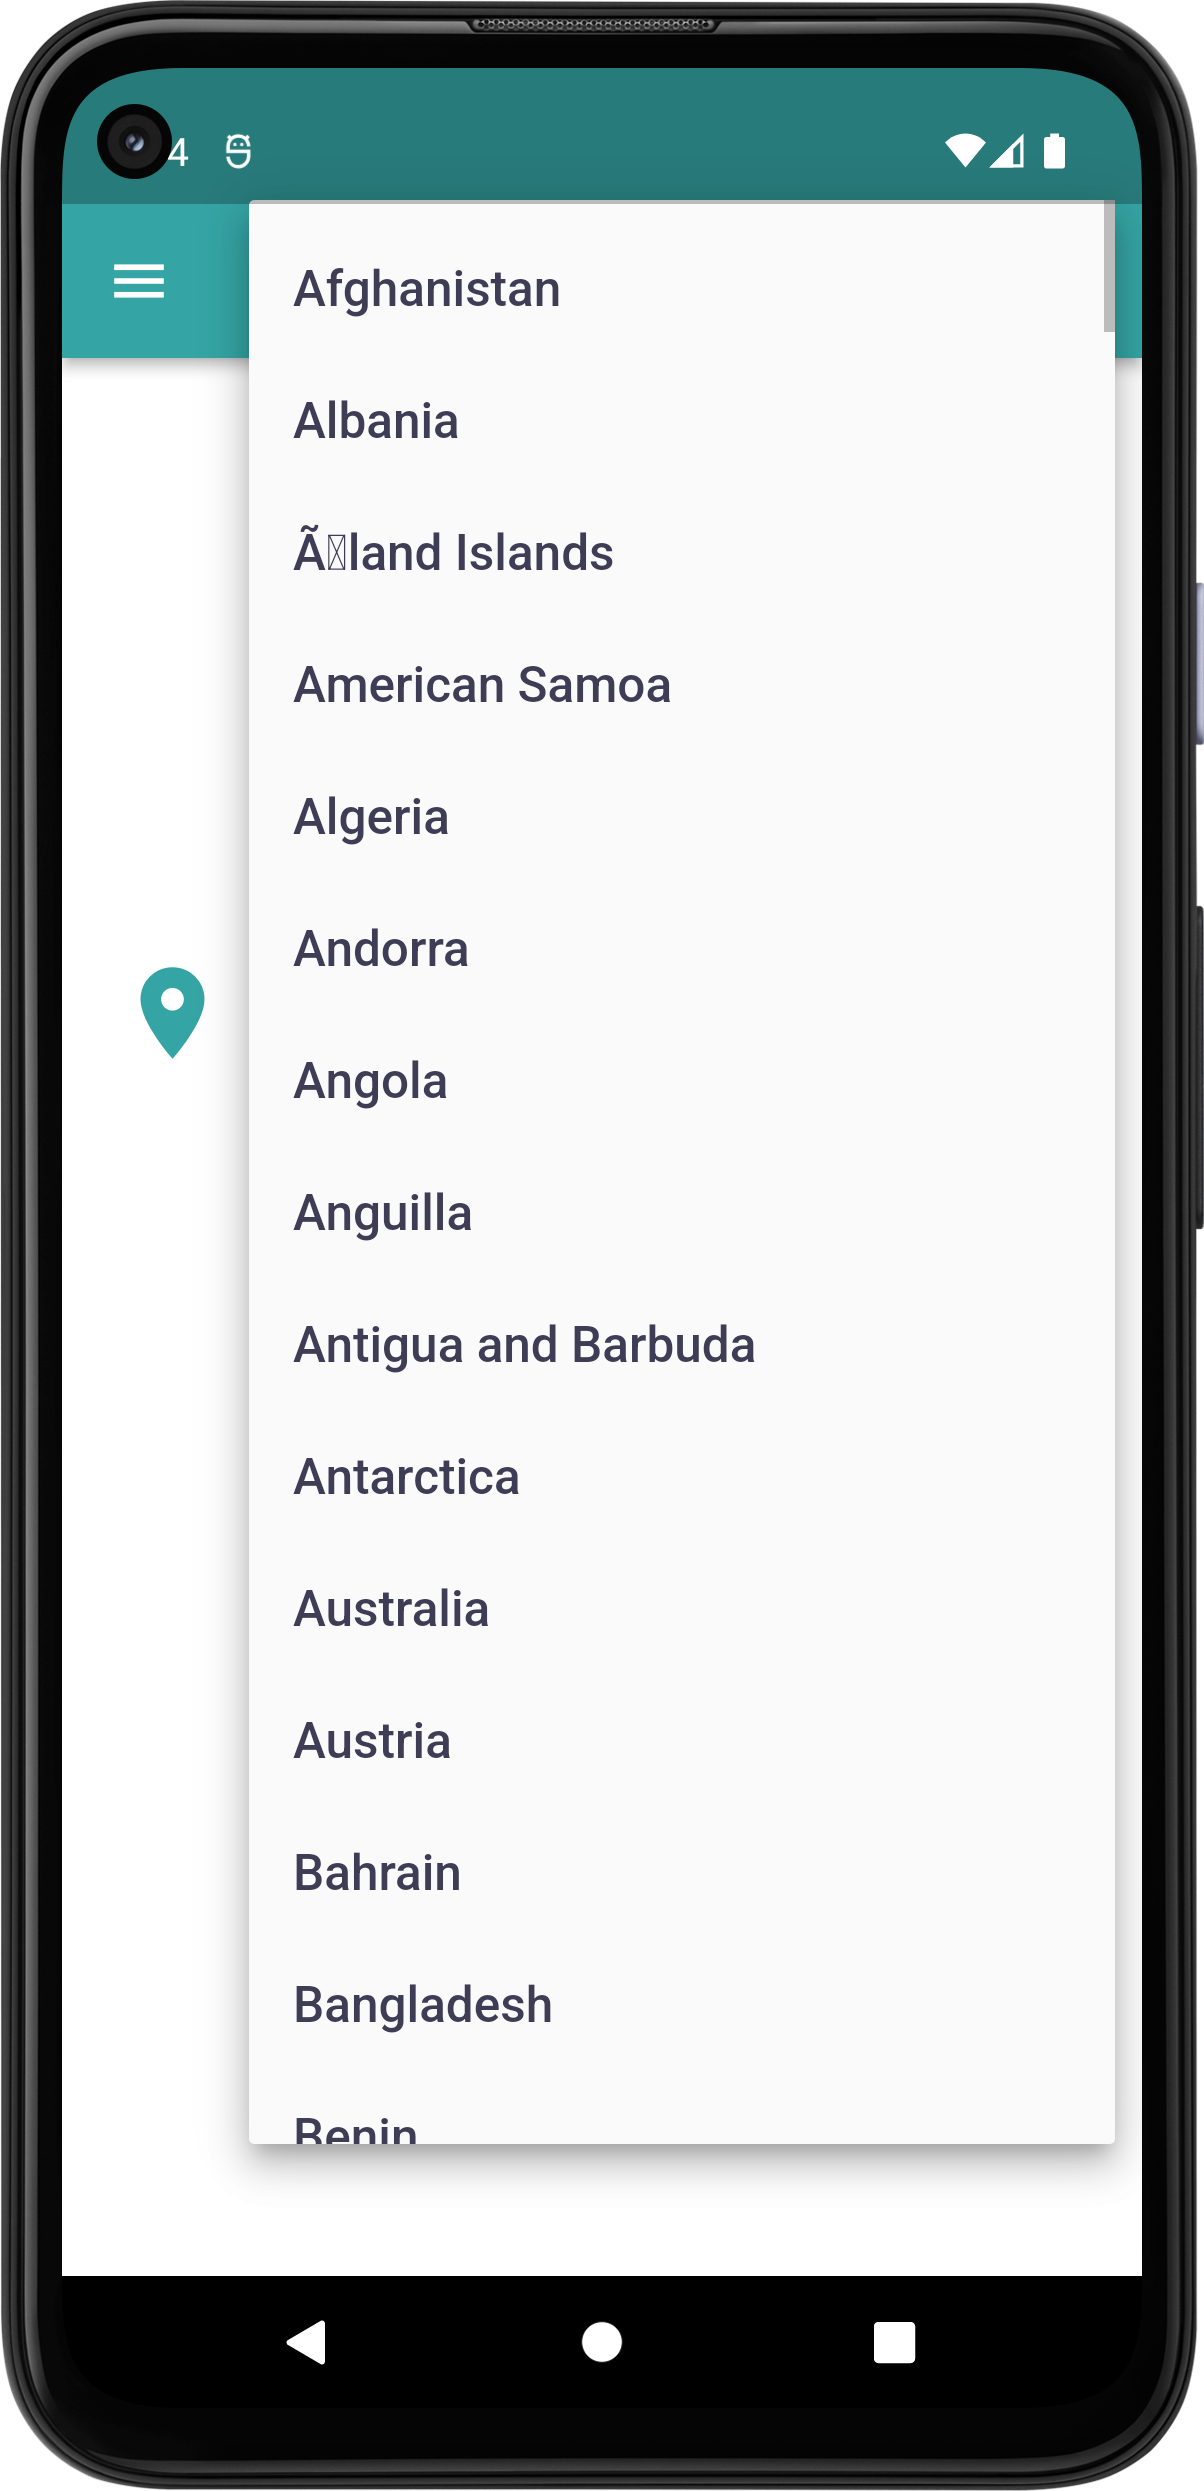 4
Afghanistan
Albania
Ãland Islands
American Samoa
Algeria
Andorra
Angola
Anguilla
Antigua and Barbuda
Antarctica
Australia
Austria
Bahrain
Bangladesh
Benin